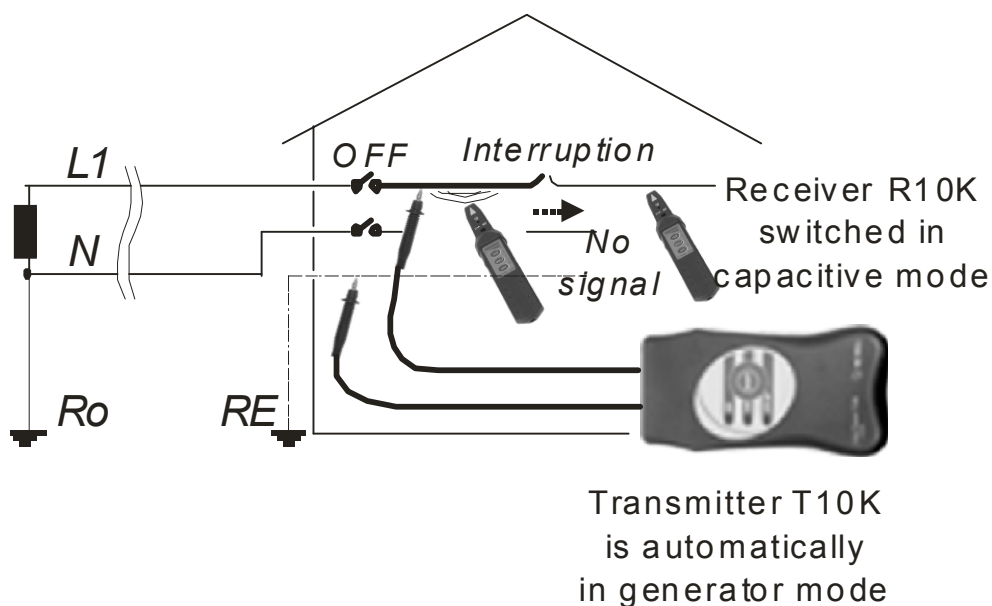 OFF
Interruption
L1
N
No
signal
Receiver R10K
switched in
capacitive mode
Ro
RE
Transmitter T10K
is automatically
in generator mode